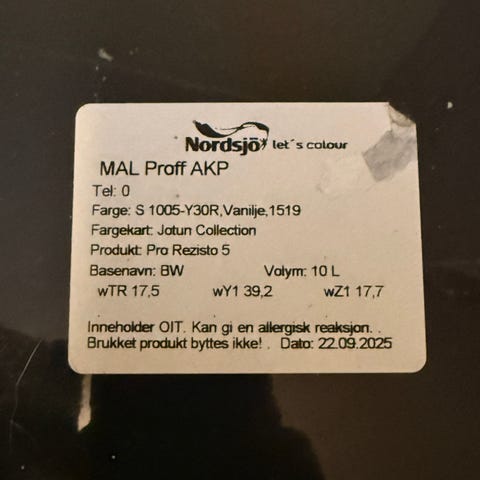 Nordsjö let´s colour
MAL Proff AKP
Tel: 0
Farge: S 1005-Y30R,Vanilje,1519
Fargekart: Jotun Collection
Produkt: Pro Rezisto 5
Basenavn: BW Volym: 10 L
wTR 17,5 wY1 39,2 wZ1 17,7
Inneholder OIT. Kan gi en allergisk reaksjon. .
Brukket produkt byttes ikke! . Dato: 22.09.2025